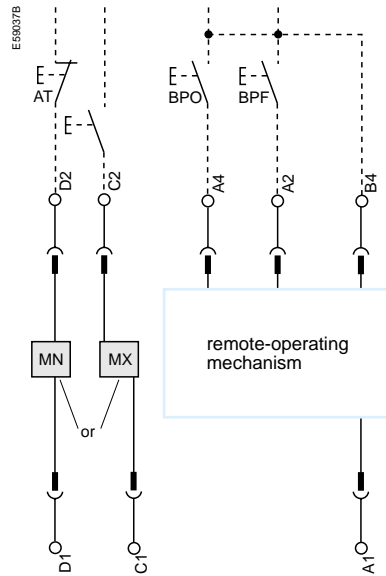 E59037B
AT
BPO
BPF
D2
C2
A4
A2
B4
MN
MX
or
remote-operating
mechanism
D1
C1
A1